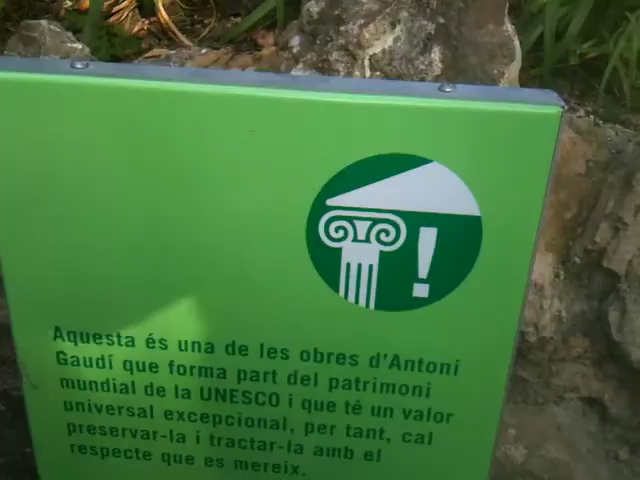 !
Aquesta és una de les obres d'Antoni
Gaudí que forma part del patrimoni
mundial de la UNESCO i que té un valor
universal excepcional, per tant, cal
preservar-la i tractar-la amb el
respecte que es mereix.